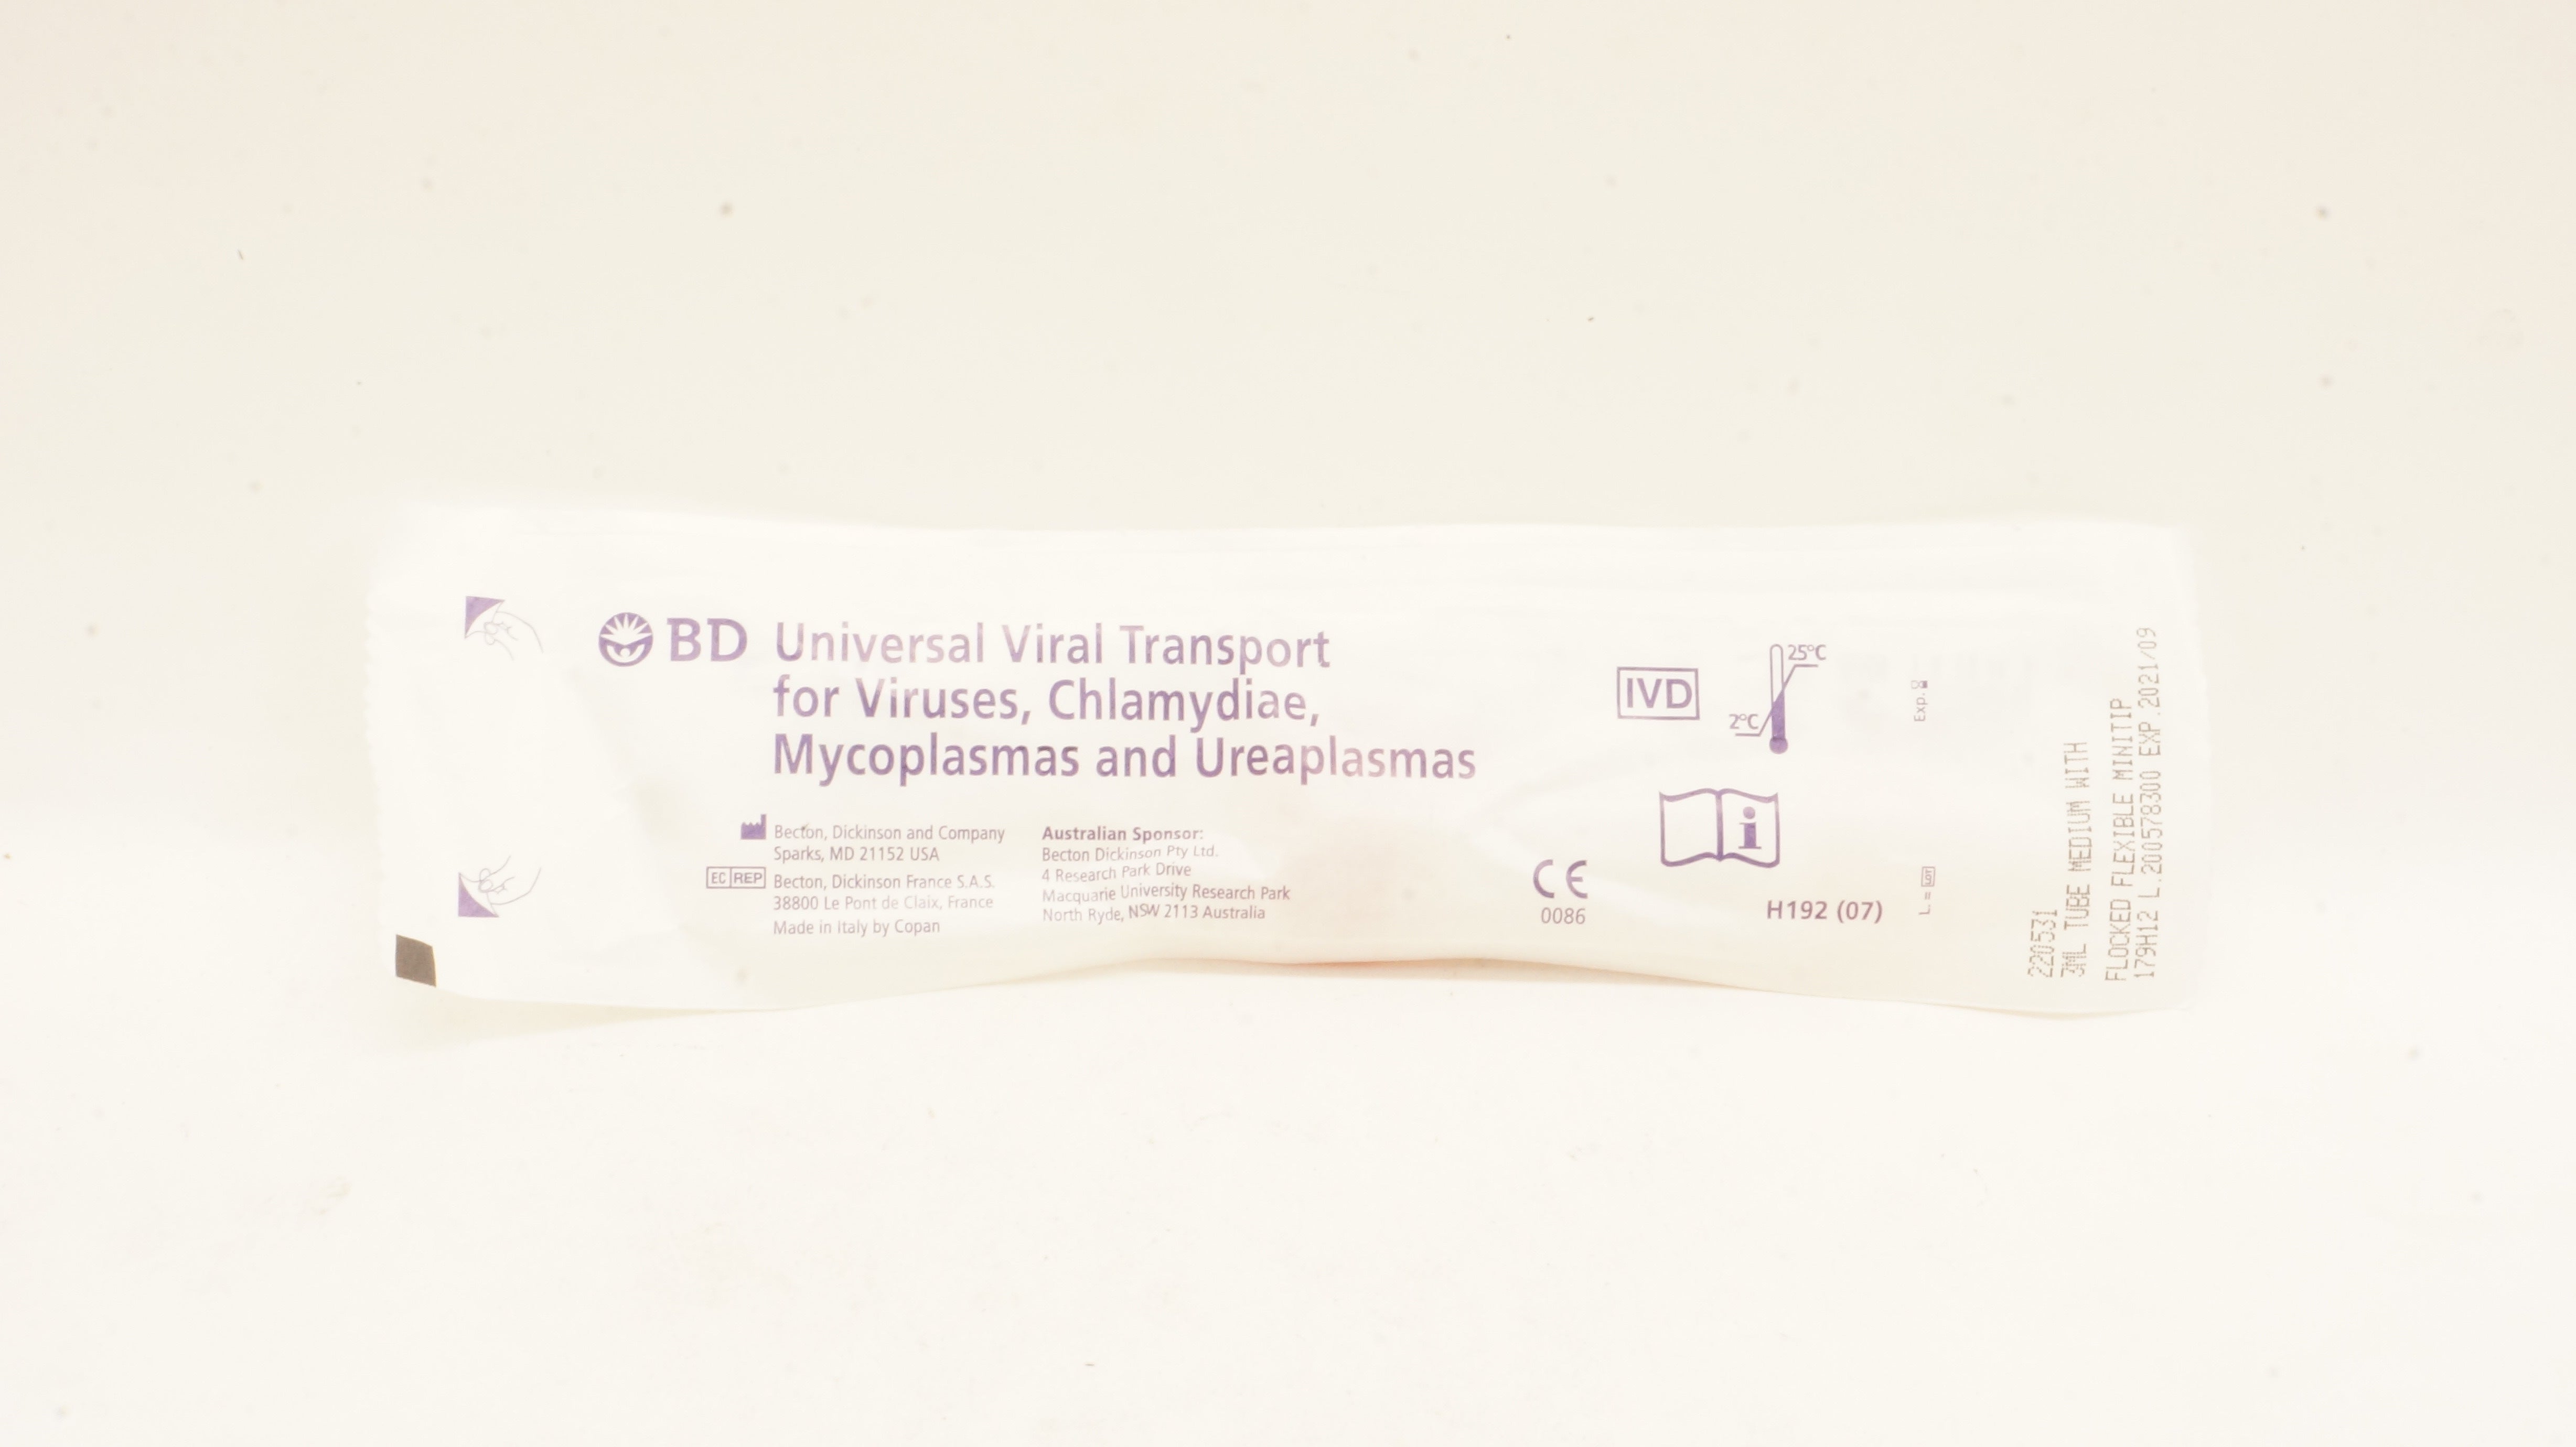 BD Universal Viral Transport
for Viruses, Chlamydiae,
Mycoplasmas and Ureaplasmas
Becton, Dickinson and Company
Sparks, MD 21152 USA
EC REP Becton, Dickinson France S.A.S.
38800 Le Pont de Claix, France
Made in Italy by Copan
Australian Sponsor:
Becton Dickinson Pty Ltd.
4 Research Park Drive
Macquarie University Research Park
North Ryde, NSW 2113 Australia
CE
0086
IVD
25°C
2°C
i
H192 (07)
Exp.
L. = LOT
220531
3ML TUBE MEDIUM WITH
FLOCKED FLEXIBLE MINITIP
179H12 L.200578300 EXP.2021/09